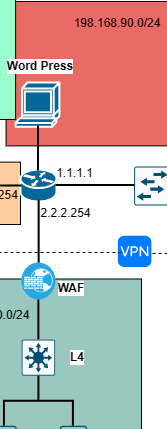 198.168.90.0/24
Word Press
1.1.1.1
254
2.2.2.254
VPN
WAF
0.0/24
L4